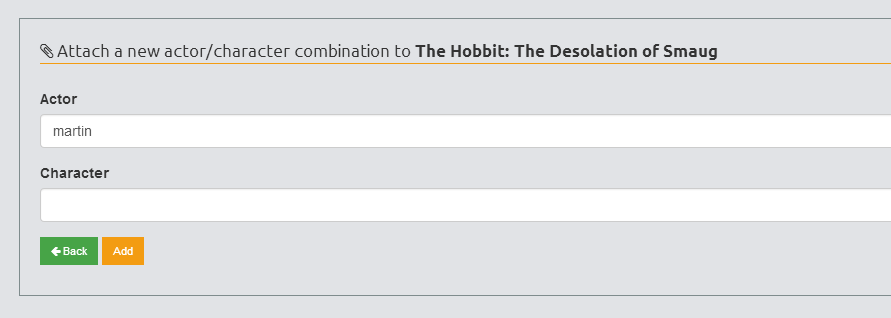 Attach a new actor/character combination to The Hobbit: The Desolation of Smaug
Actor
martin
Character
Back Add